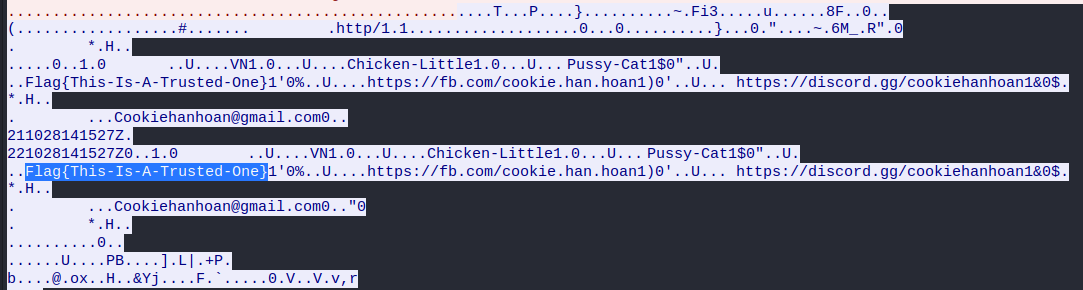 ..................................................T...P....}..........~.Fi3.....u......8F..0..
(..................#....... .http/1.1...................0...0..........}...0."....~.6M_.R".0
. *.H..
.....0..1.0 ..U....VN1.0...U....Chicken-Little1.0...U... Pussy-Cat1$0"..U.
..Flag{This-Is-A-Trusted-One}1'0%..U....https://fb.com/cookie.han.hoan1)0'..U... https://discord.gg/cookiehanhoan1&0$.
*.H..
. ...Cookiehanhoan@gmail.com0..
211028141527Z.
221028141527Z0..1.0 ..U....VN1.0...U....Chicken-Little1.0...U... Pussy-Cat1$0"..U.
..Flag{This-Is-A-Trusted-One}1'0%..U....https://fb.com/cookie.han.hoan1)0'..U... https://discord.gg/cookiehanhoan1&0$.
*.H..
. ...Cookiehanhoan@gmail.com0.."0
. *.H..
..........0..
......U....PB....].L|.+P.
b....@.ox..H..&Yj....F.`.....0.V..V.v,r